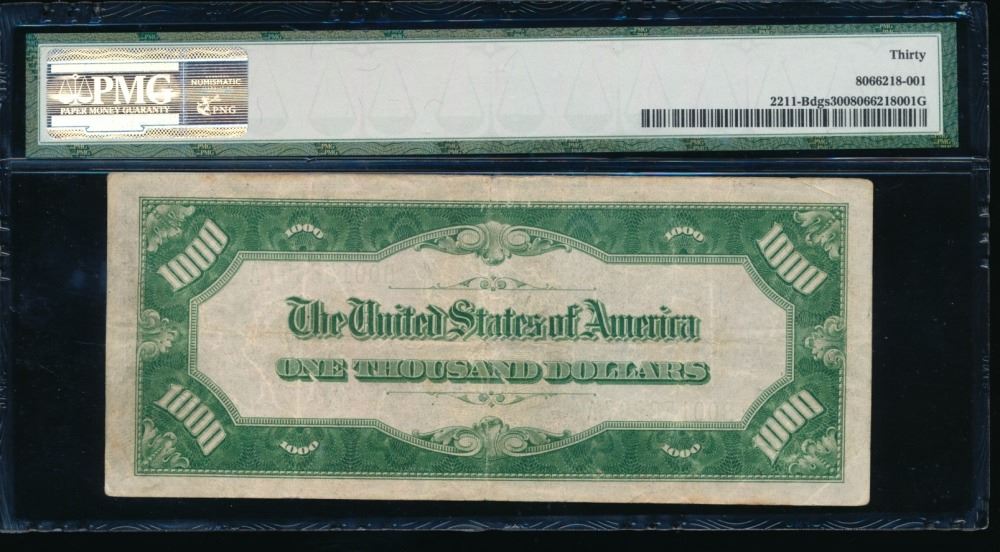 PMG
PAPER MONEY GUARANTY
NUMISMATIC
PNG
Thirty
8066218-001
2211-Bdgs3008066218001G
1000
1000
1000
1000
The United States of America
ONE THOUSAND DOLLARS
1000
1000
1000
1000